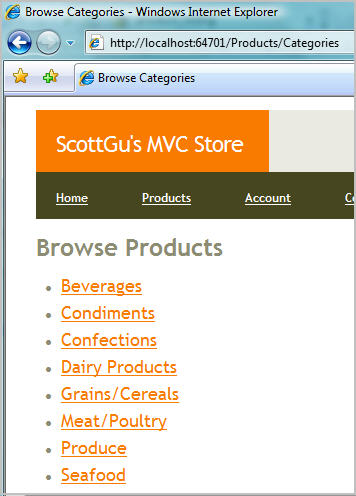 Browse Categories - Windows Internet Explorer
http://localhost:64701/Products/Categories
Browse Categories
ScottGu's MVC Store
Home Products Account
Browse Products
Beverages
Condiments
Confections
Dairy Products
Grains/Cereals
Meat/Poultry
Produce
Seafood